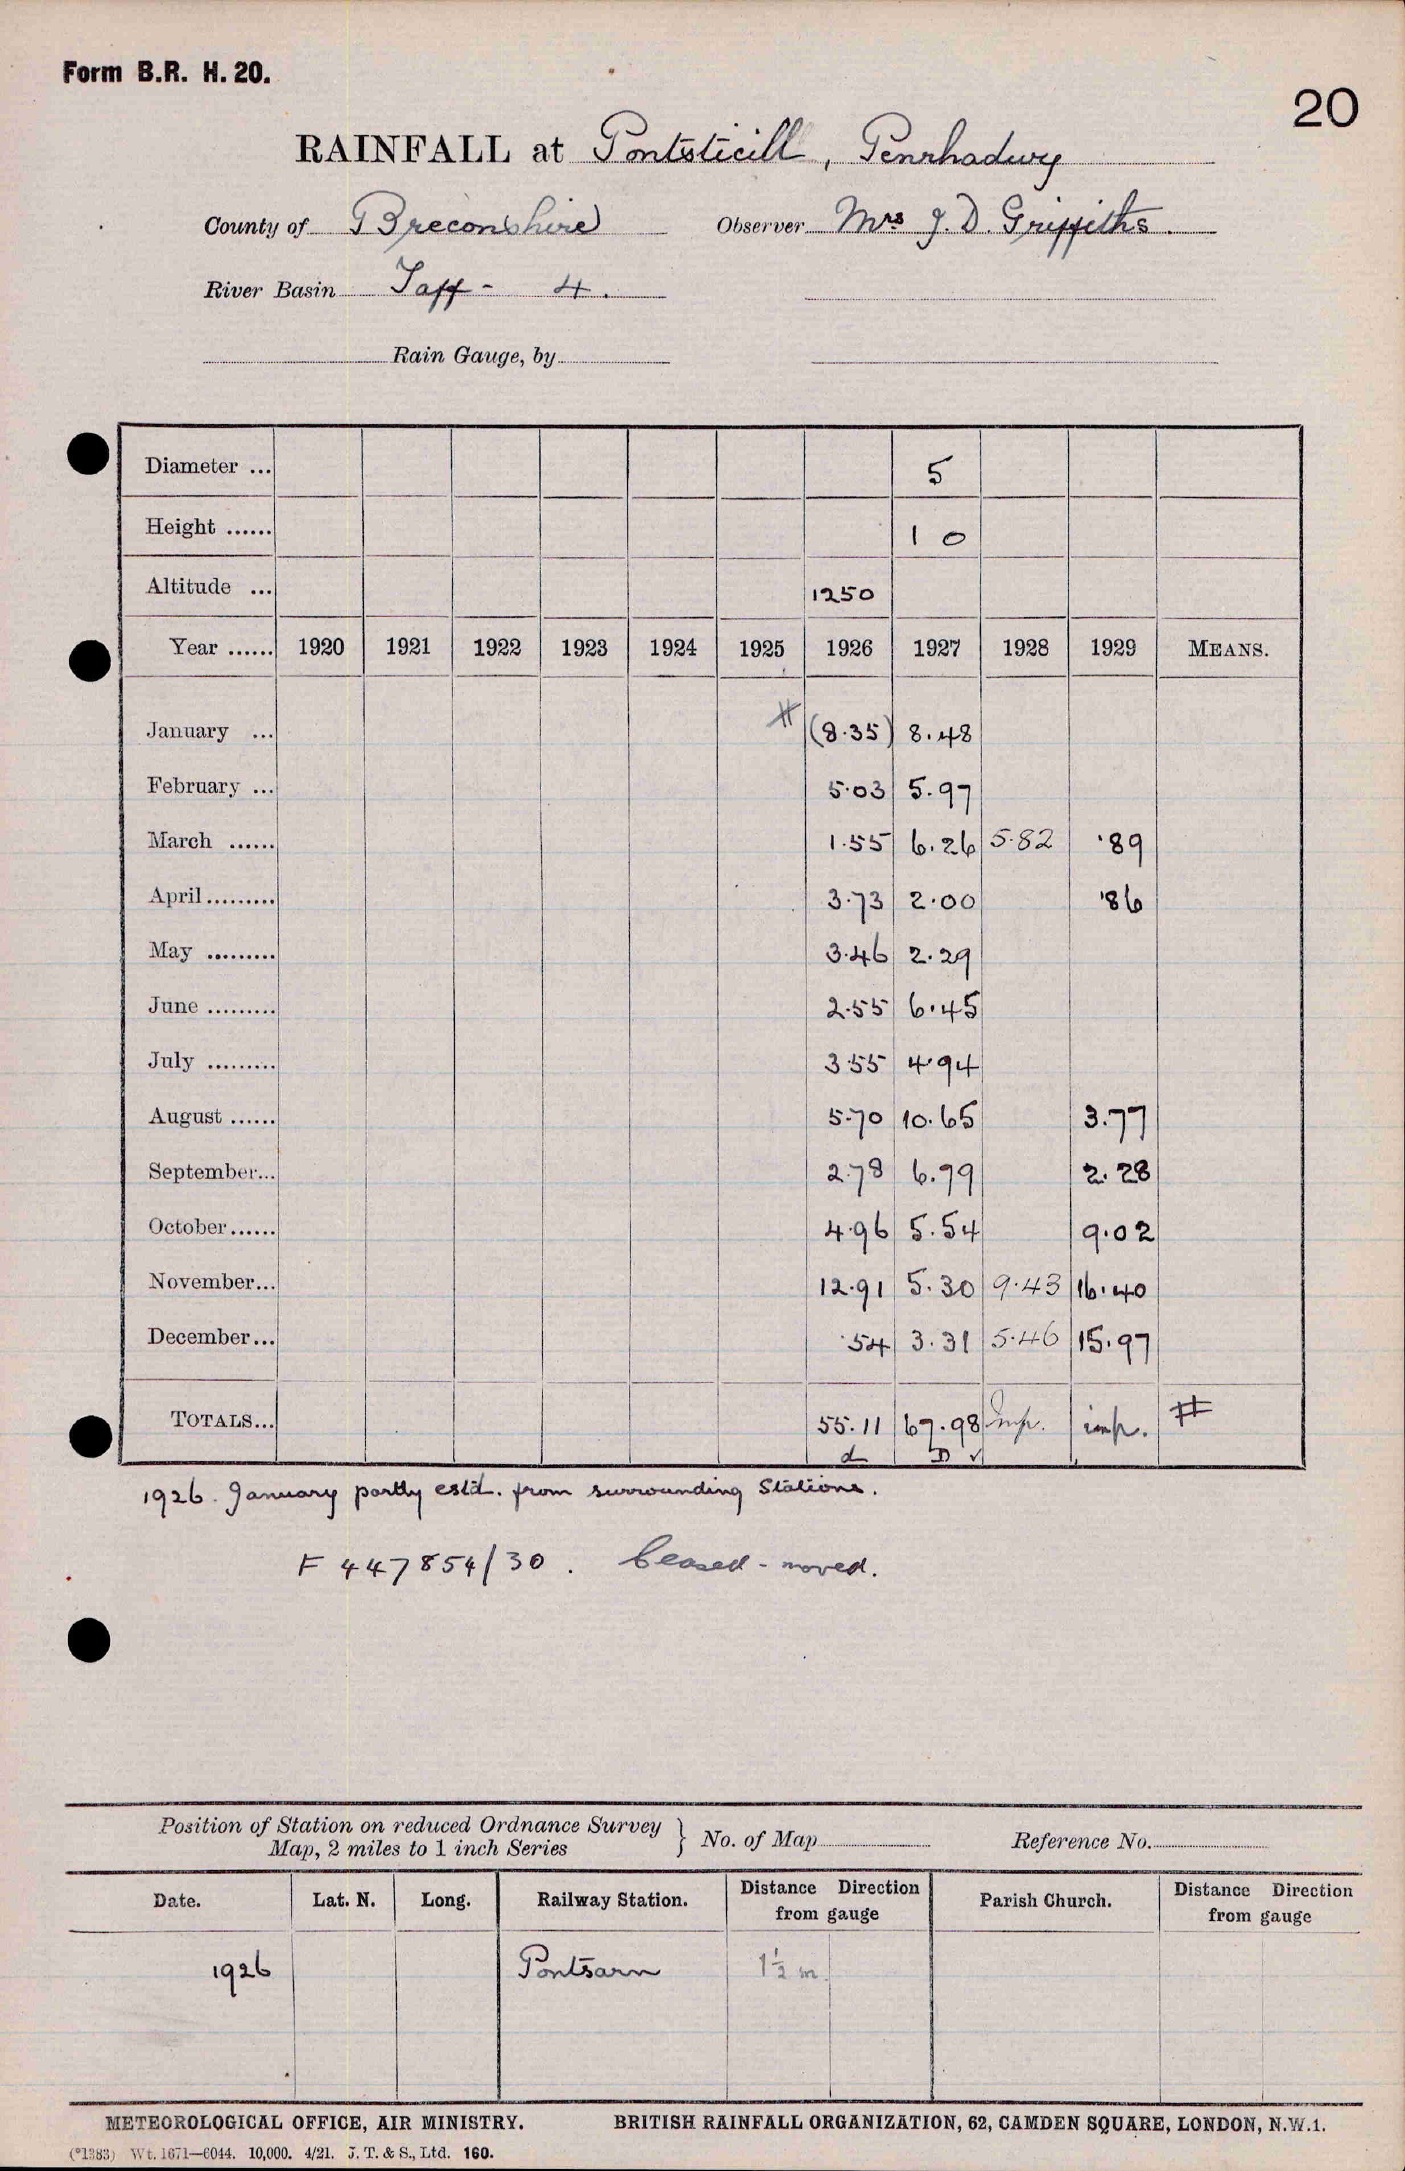 Form B.R. H. 20.
20
RAINFALL at Pontsticill, Penrhadwy
County of Breconshire Observer Mrs J. D. Griffiths.
River Basin Taff - 4.
Rain Gauge, by
Diameter ... 5
Height ...... 1 0
Altitude ... 1250
Year ...... 1920 1921 1922 1923 1924 1925 1926 1927 1928 1929 MEANS.
January ... # (8.35) 8.48
February ... 5.03 5.97
March ...... 1.55 6.26 5.82 .89
April ......... 3.73 2.00 .86
May ......... 3.46 2.29
June ......... 2.55 6.45
July ......... 3.55 4.94
August ...... 5.70 10.65 3.77
September... 2.78 6.79 2.28
October ...... 4.96 5.54 9.02
November... 12.91 5.30 9.43 16.40
December... .54 3.31 5.46 15.97
TOTALS... 55.11 67.98 Imp. imp. #
d D ✓
1926. January partly estd. from surrounding Stations.
F 447854/30. Ceased - moved.
Position of Station on reduced Ordnance Survey
Map, 2 miles to 1 inch Series } No. of Map Reference No.
Date. Lat. N. Long. Railway Station. Distance Direction from gauge Parish Church. Distance Direction from gauge
1926 Pontsarn 1½ m.
METEOROLOGICAL OFFICE, AIR MINISTRY. BRITISH RAINFALL ORGANIZATION, 62, CAMDEN SQUARE, LONDON, N.W.1.
(*1383) Wt. 1671—6044. 10,000. 4/21. J. T. & S., Ltd. 160.